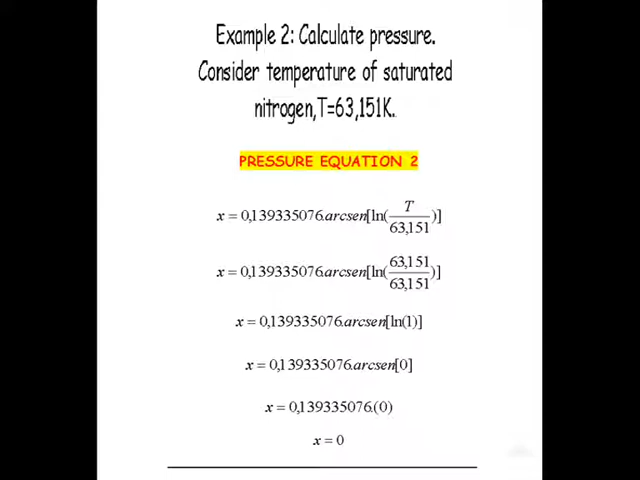 Example 2: Calculate pressure.
Consider temperature of saturated
nitrogen,T=63,151K..
PRESSURE EQUATION 2
x = 0,139335076.arcsen[ln(T/63,151)]
x = 0,139335076.arcsen[ln(63,151/63,151)]
x = 0,139335076.arcsen[ln(1)]
x = 0,139335076.arcsen[0]
x = 0,139335076.(0)
x = 0